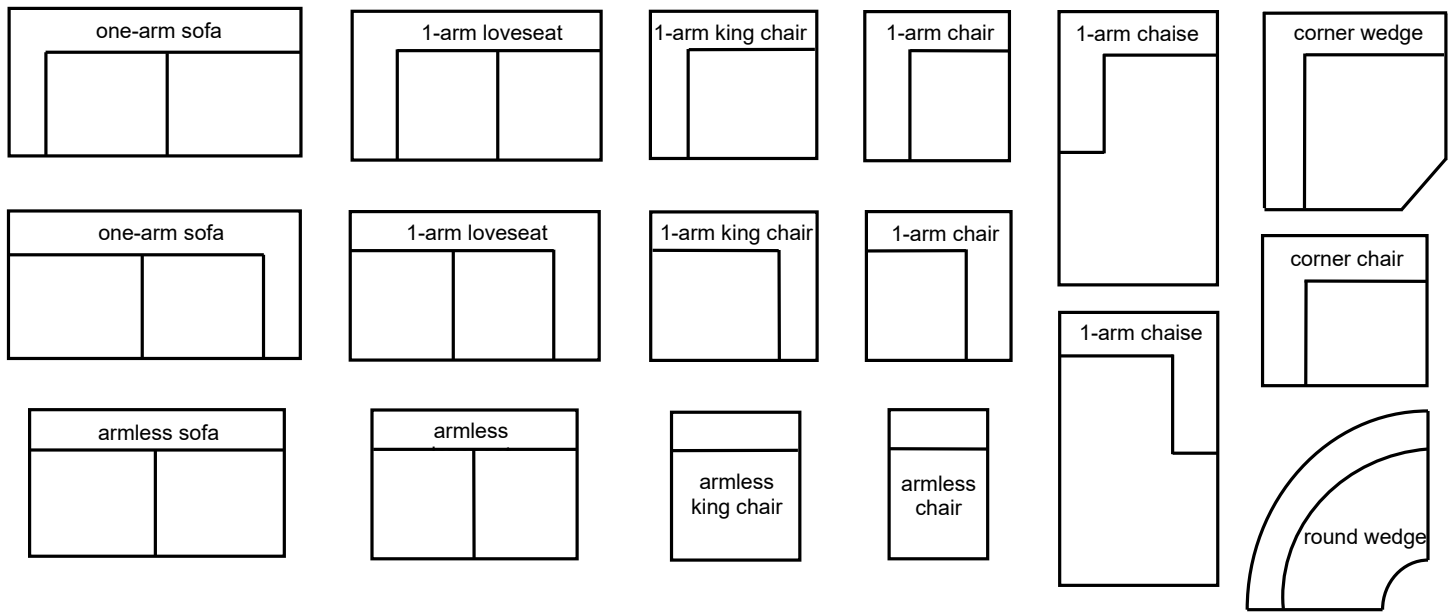 one-arm sofa
1-arm loveseat
1-arm king chair
1-arm chair
1-arm chaise
corner wedge
one-arm sofa
1-arm loveseat
1-arm king chair
1-arm chair
corner chair
1-arm chaise
armless sofa
armless
armless
king chair
armless
chair
round wedge